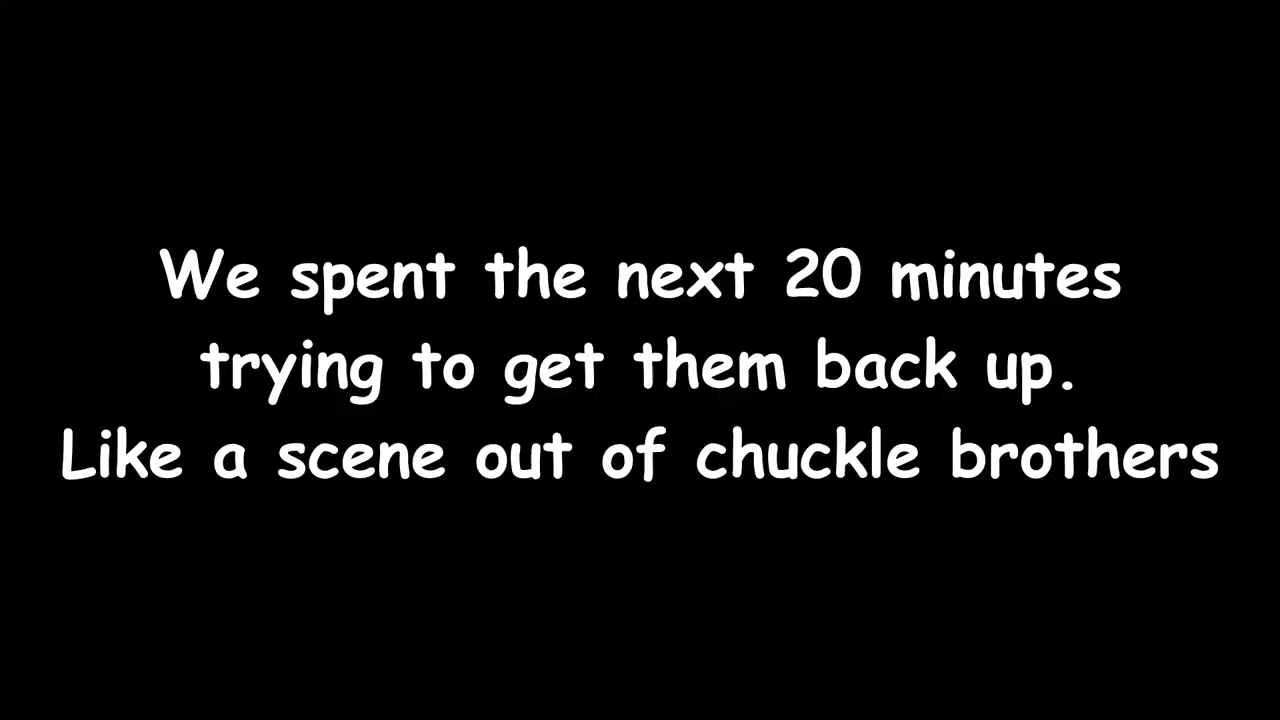 We spent the next 20 minutes
trying to get them back up.
Like a scene out of chuckle brothers